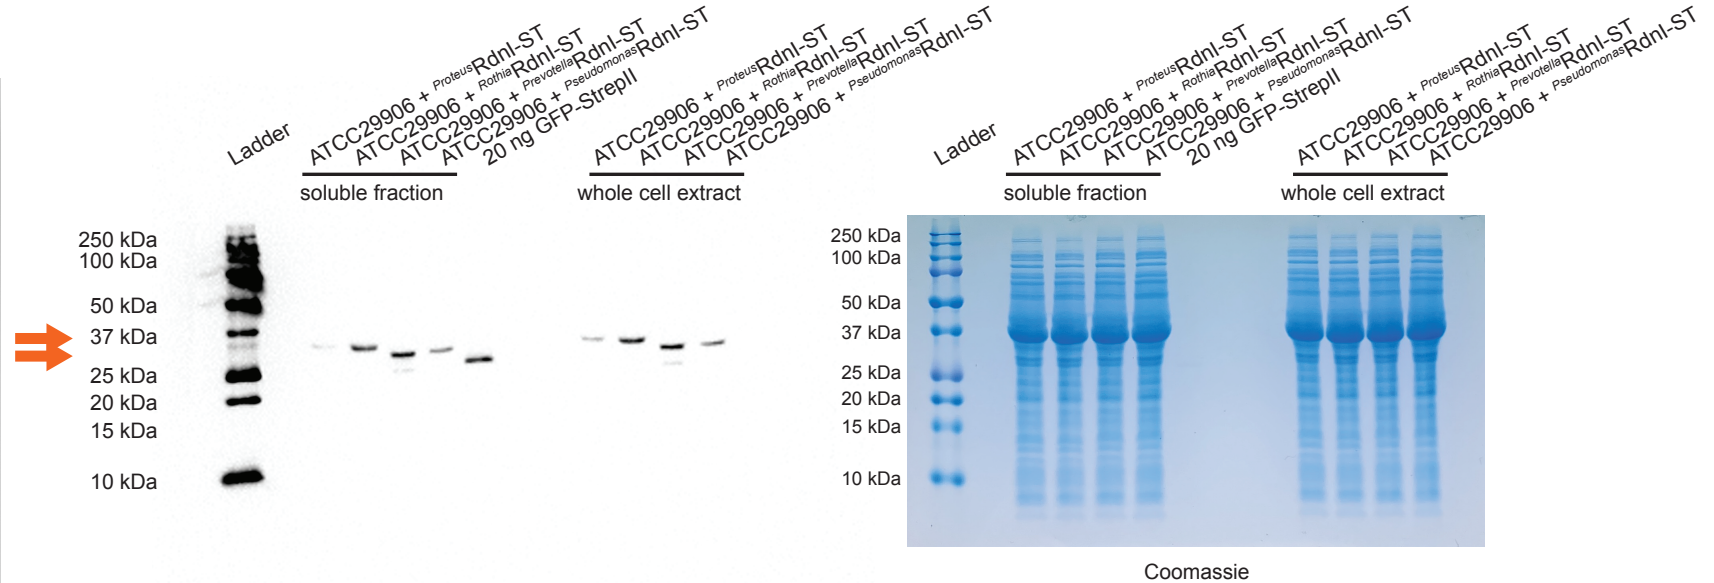 Ladder
ATCC29906 + ProteusRdnI-ST
ATCC29906 + RothiaRdnI-ST
ATCC29906 + PrevotellaRdnI-ST
ATCC29906 + PseudomonasRdnI-ST
20 ng GFP-StrepII
ATCC29906 + ProteusRdnI-ST
ATCC29906 + RothiaRdnI-ST
ATCC29906 + PrevotellaRdnI-ST
ATCC29906 + PseudomonasRdnI-ST
soluble fraction
whole cell extract
250 kDa
100 kDa
50 kDa
37 kDa
25 kDa
20 kDa
15 kDa
10 kDa
Ladder
ATCC29906 + ProteusRdnI-ST
ATCC29906 + RothiaRdnI-ST
ATCC29906 + PrevotellaRdnI-ST
ATCC29906 + PseudomonasRdnI-ST
20 ng GFP-StrepII
ATCC29906 + ProteusRdnI-ST
ATCC29906 + RothiaRdnI-ST
ATCC29906 + PrevotellaRdnI-ST
ATCC29906 + PseudomonasRdnI-ST
soluble fraction
whole cell extract
250 kDa
100 kDa
50 kDa
37 kDa
25 kDa
20 kDa
15 kDa
10 kDa
Coomassie